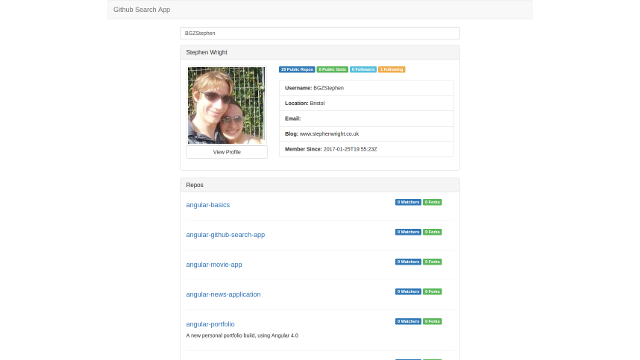 Github Search App
BGZStephen
Stephen Wright
20 Public Repos 0 Public Gists 0 Followers 1 Following
Username: BGZStephen
Location: Bristol
Email:
Blog: www.stephenwright.co.uk
Member Since: 2017-01-25T19:55:23Z
View Profile
Repos
angular-basics 0 Watchers 0 Forks
angular-github-search-app 0 Watchers 0 Forks
angular-movie-app 0 Watchers 0 Forks
angular-news-application 0 Watchers 0 Forks
angular-portfolio 0 Watchers 0 Forks
A new personal portfolio build, using Angular 4.0